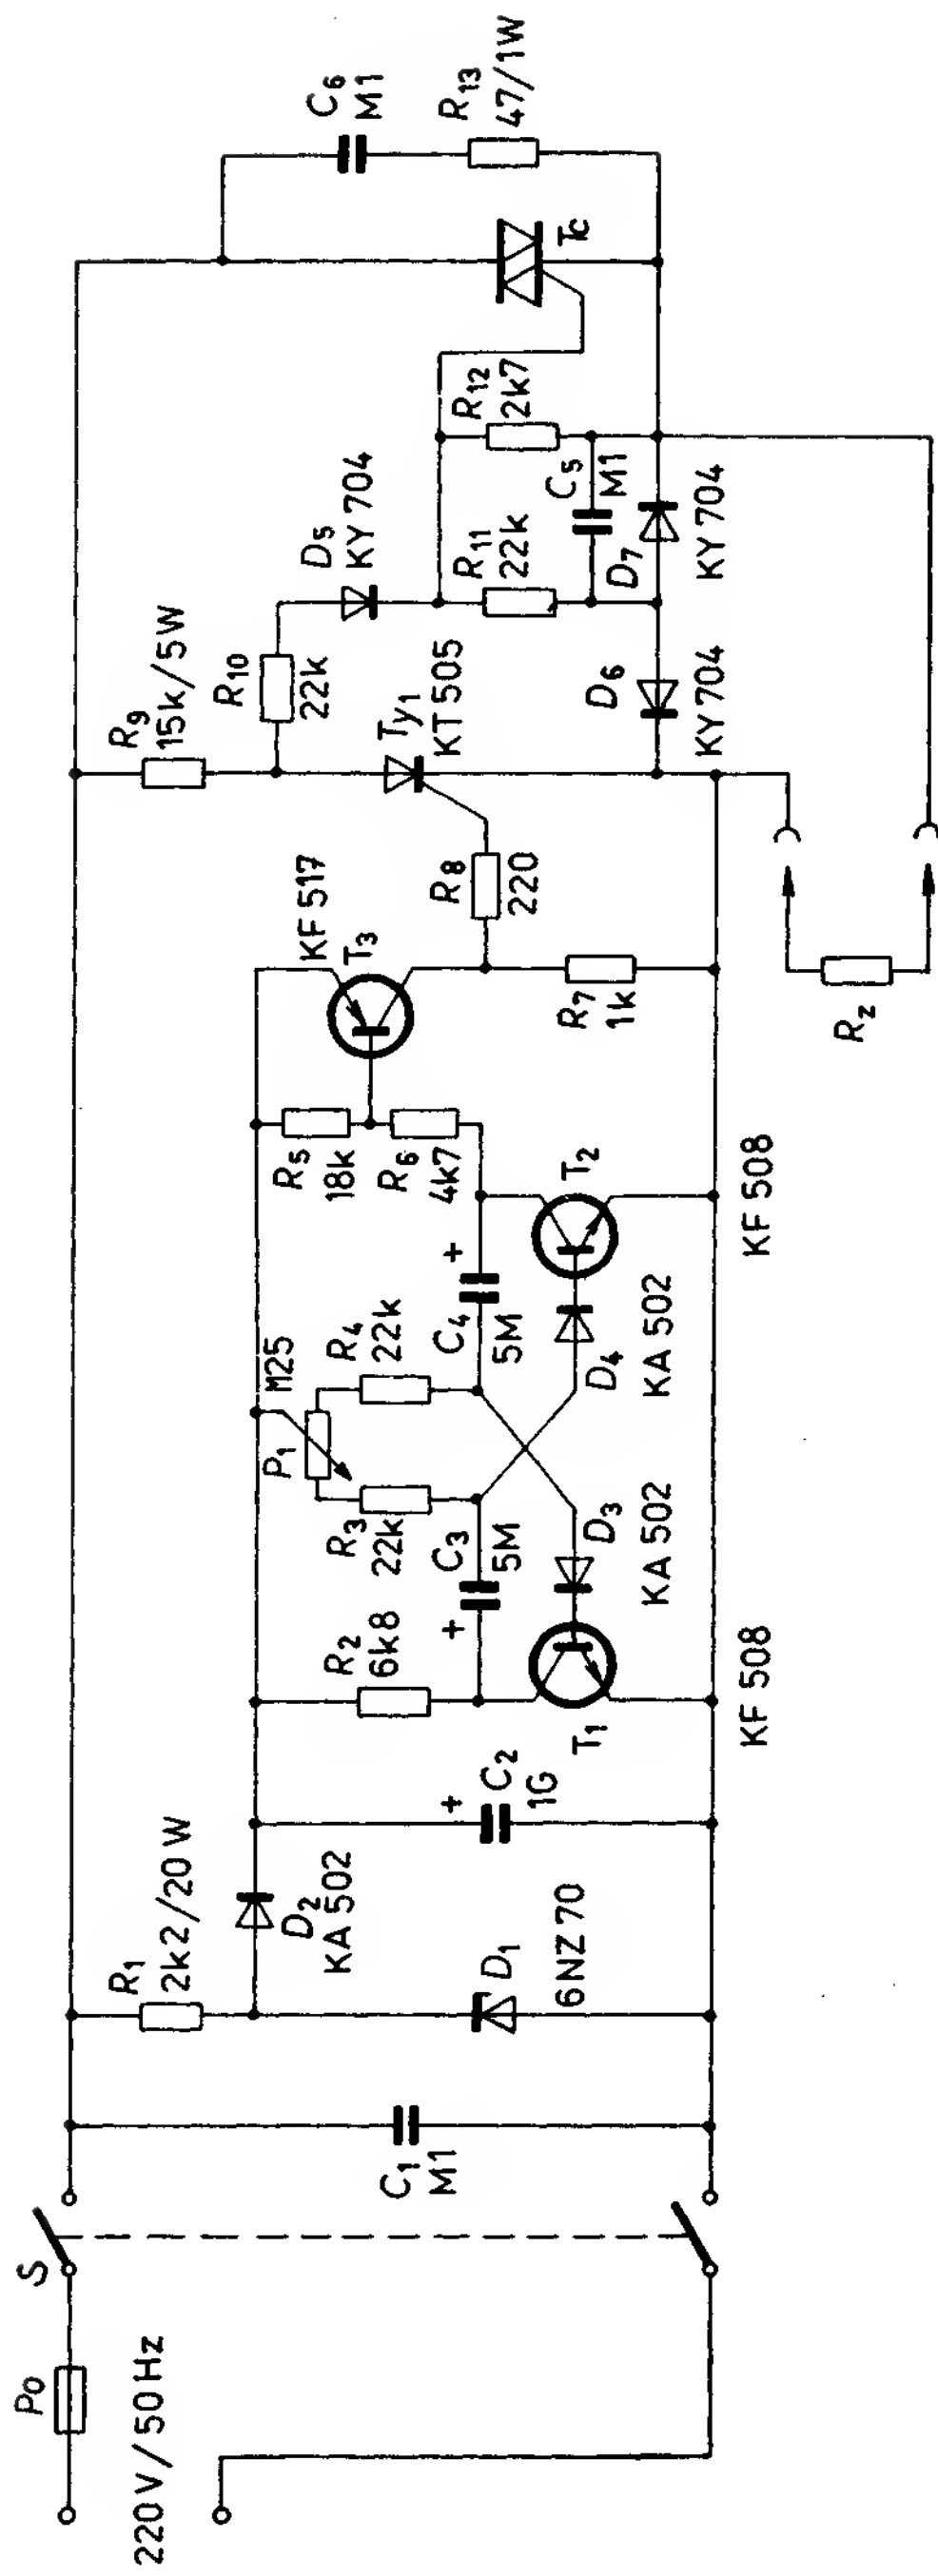 Po
220 V / 50 Hz
S
C1
M1
R1
2k2/20 W
D1
6NZ 70
D2
KA 502
C2
1G
R2
6k8
T1
KF 508
C3
5M
R3
22k
P1
M25
R4
22k
D3
KA 502
C4
5M
D4
KA 502
T2
KF 508
R5
18k
R6
4k7
T3
KF 517
R7
1k
R8
220
Rz
R9
15k/5W
Ty1
KT 505
R10
22k
D5
KY 704
D6
KY 704
R11
22k
D7
KY 704
C5
M1
R12
2k7
Tc
C6
M1
R13
47/1W
+
+
+